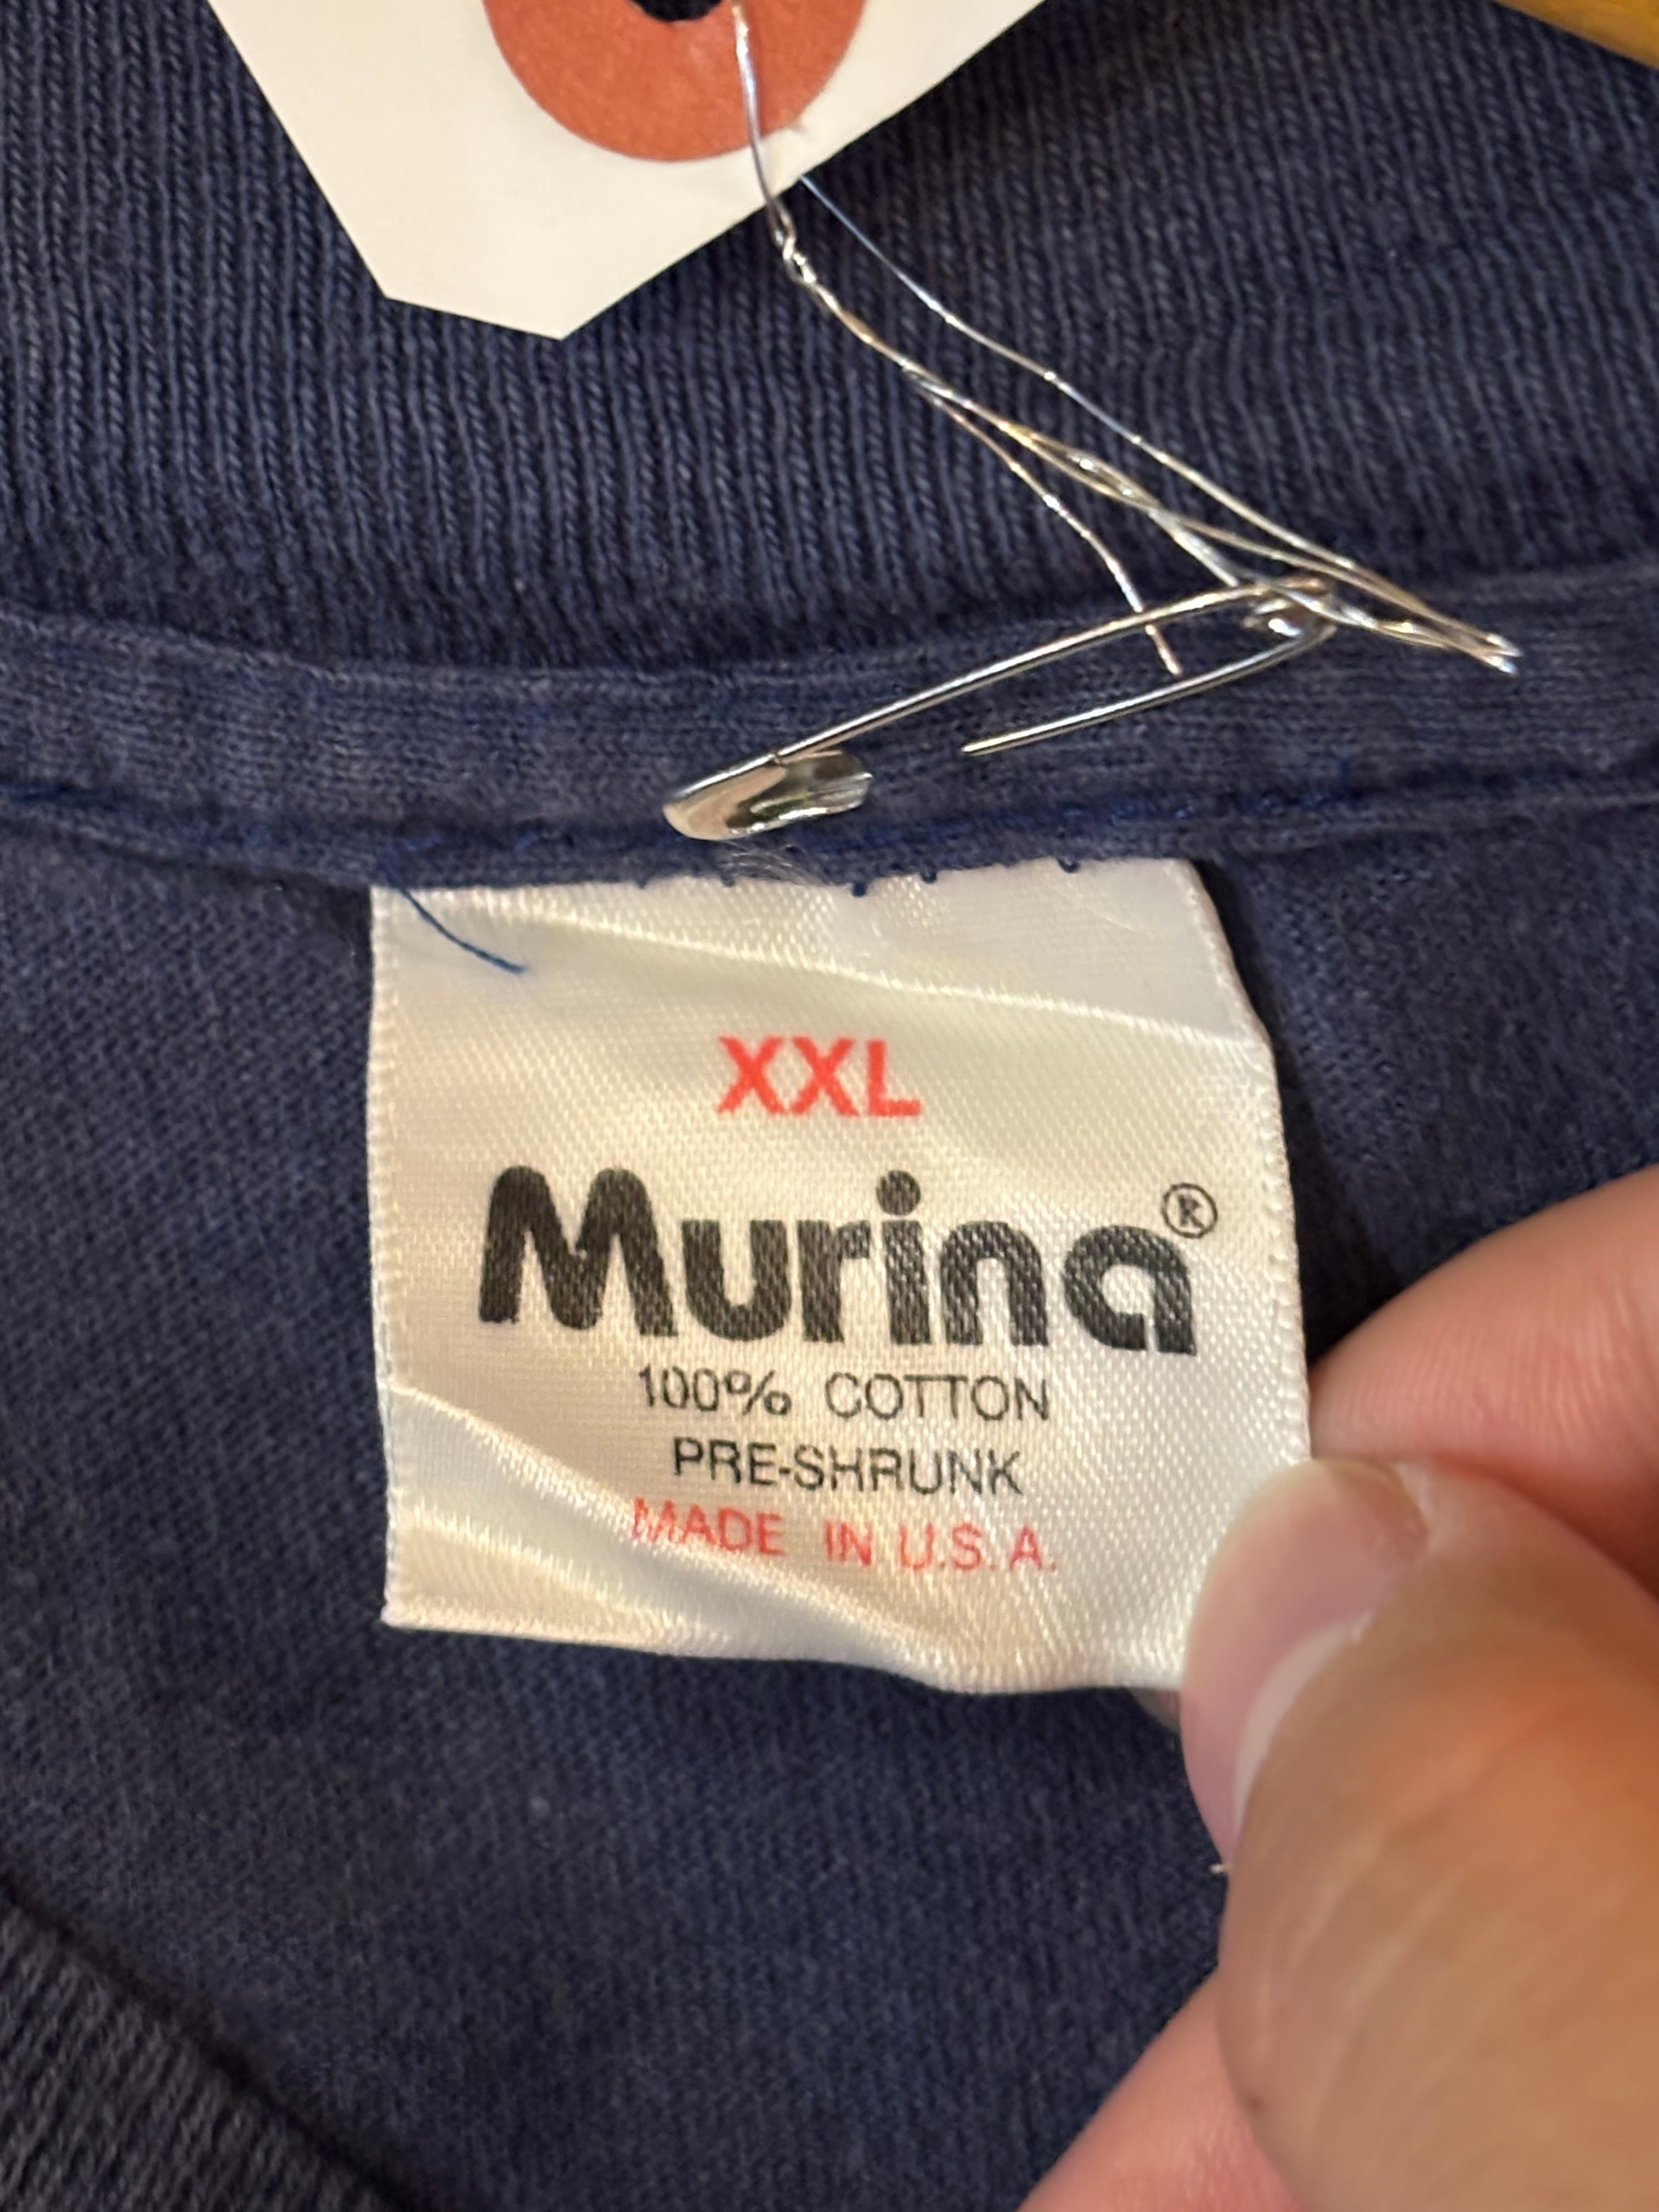 XXL
Murina®
100% COTTON
PRE-SHRUNK
MADE IN U.S.A.